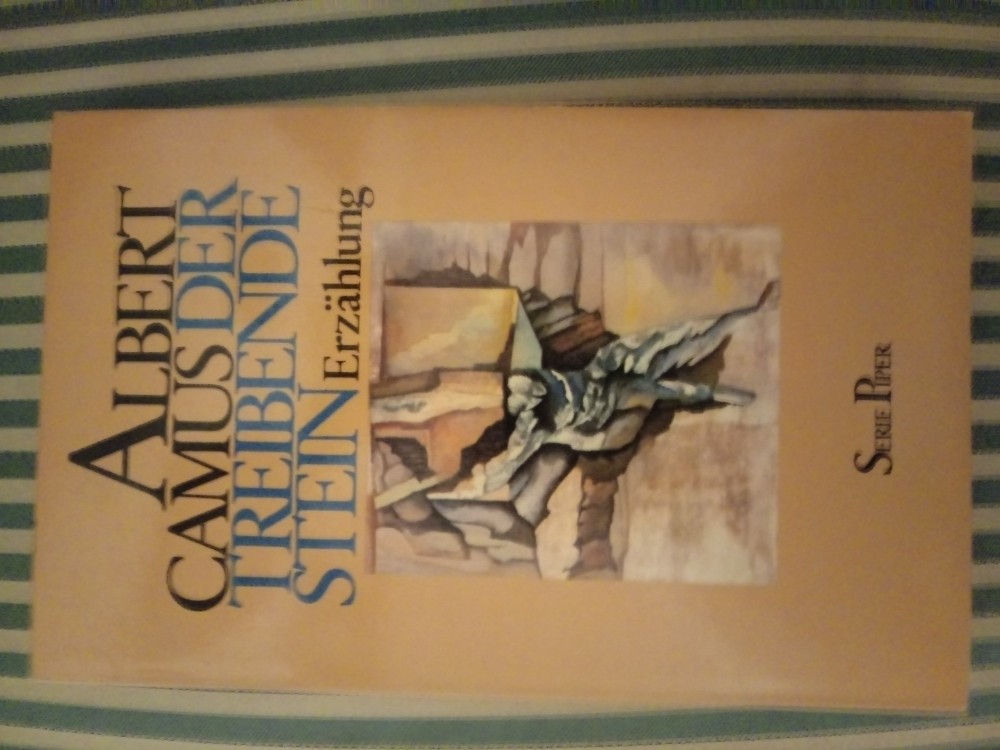 ALBERT
CAMUS DER
TREIBENDE
STEIN Erzählung
SERIE PIPER